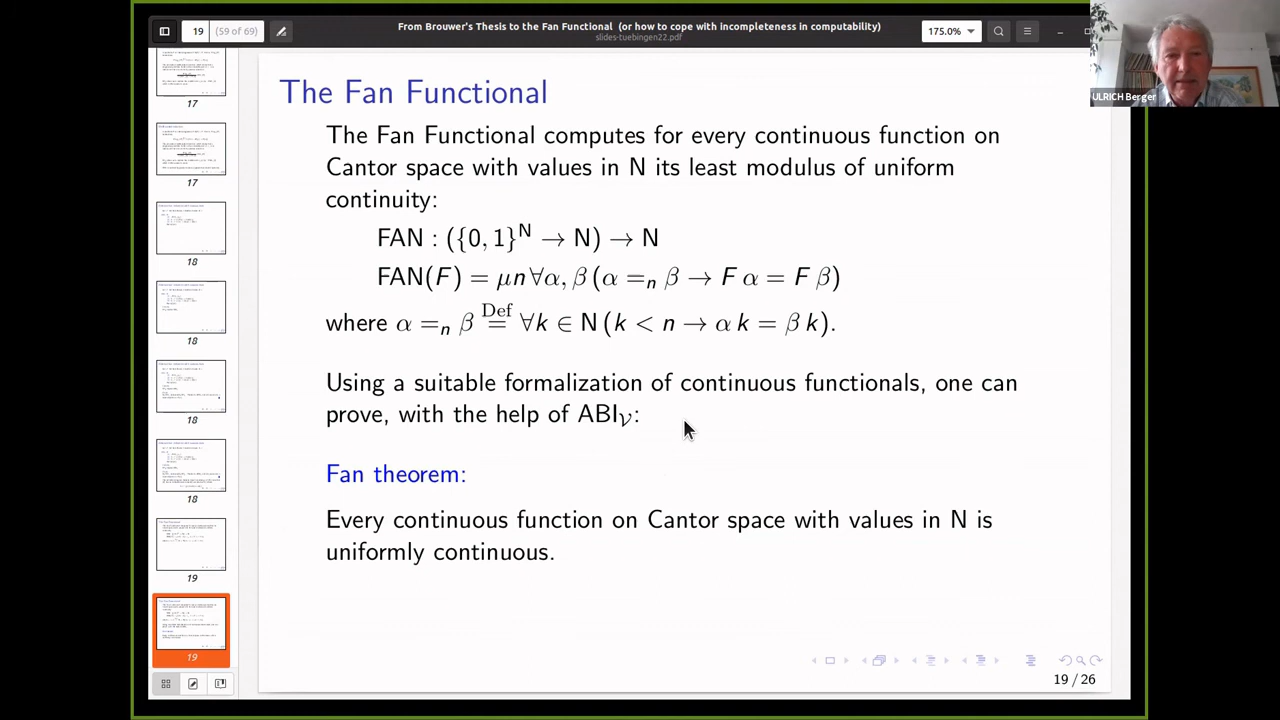 19
(59 of 69)
From Brouwer's Thesis to the Fan Functional (or how to cope with incompleteness in computability)
slides-tuebingen22.pdf
175.0%
ULRICH Berger
17
17
18
18
18
18
19
19
The Fan Functional
The Fan Functional computes for every continuous function on
Cantor space with values in N its least modulus of uniform
continuity:
FAN : ({0, 1}^N → N) → N
FAN(F) = μn ∀α, β (α =ₙ β → F α = F β)
where α =ₙ β Def= ∀k ∈ N (k < n → α k = β k).
Using a suitable formalization of continuous functionals, one can
prove, with the help of ABI_𝒱:
Fan theorem:
Every continuous function on Cantor space with values in N is
uniformly continuous.
19 / 26